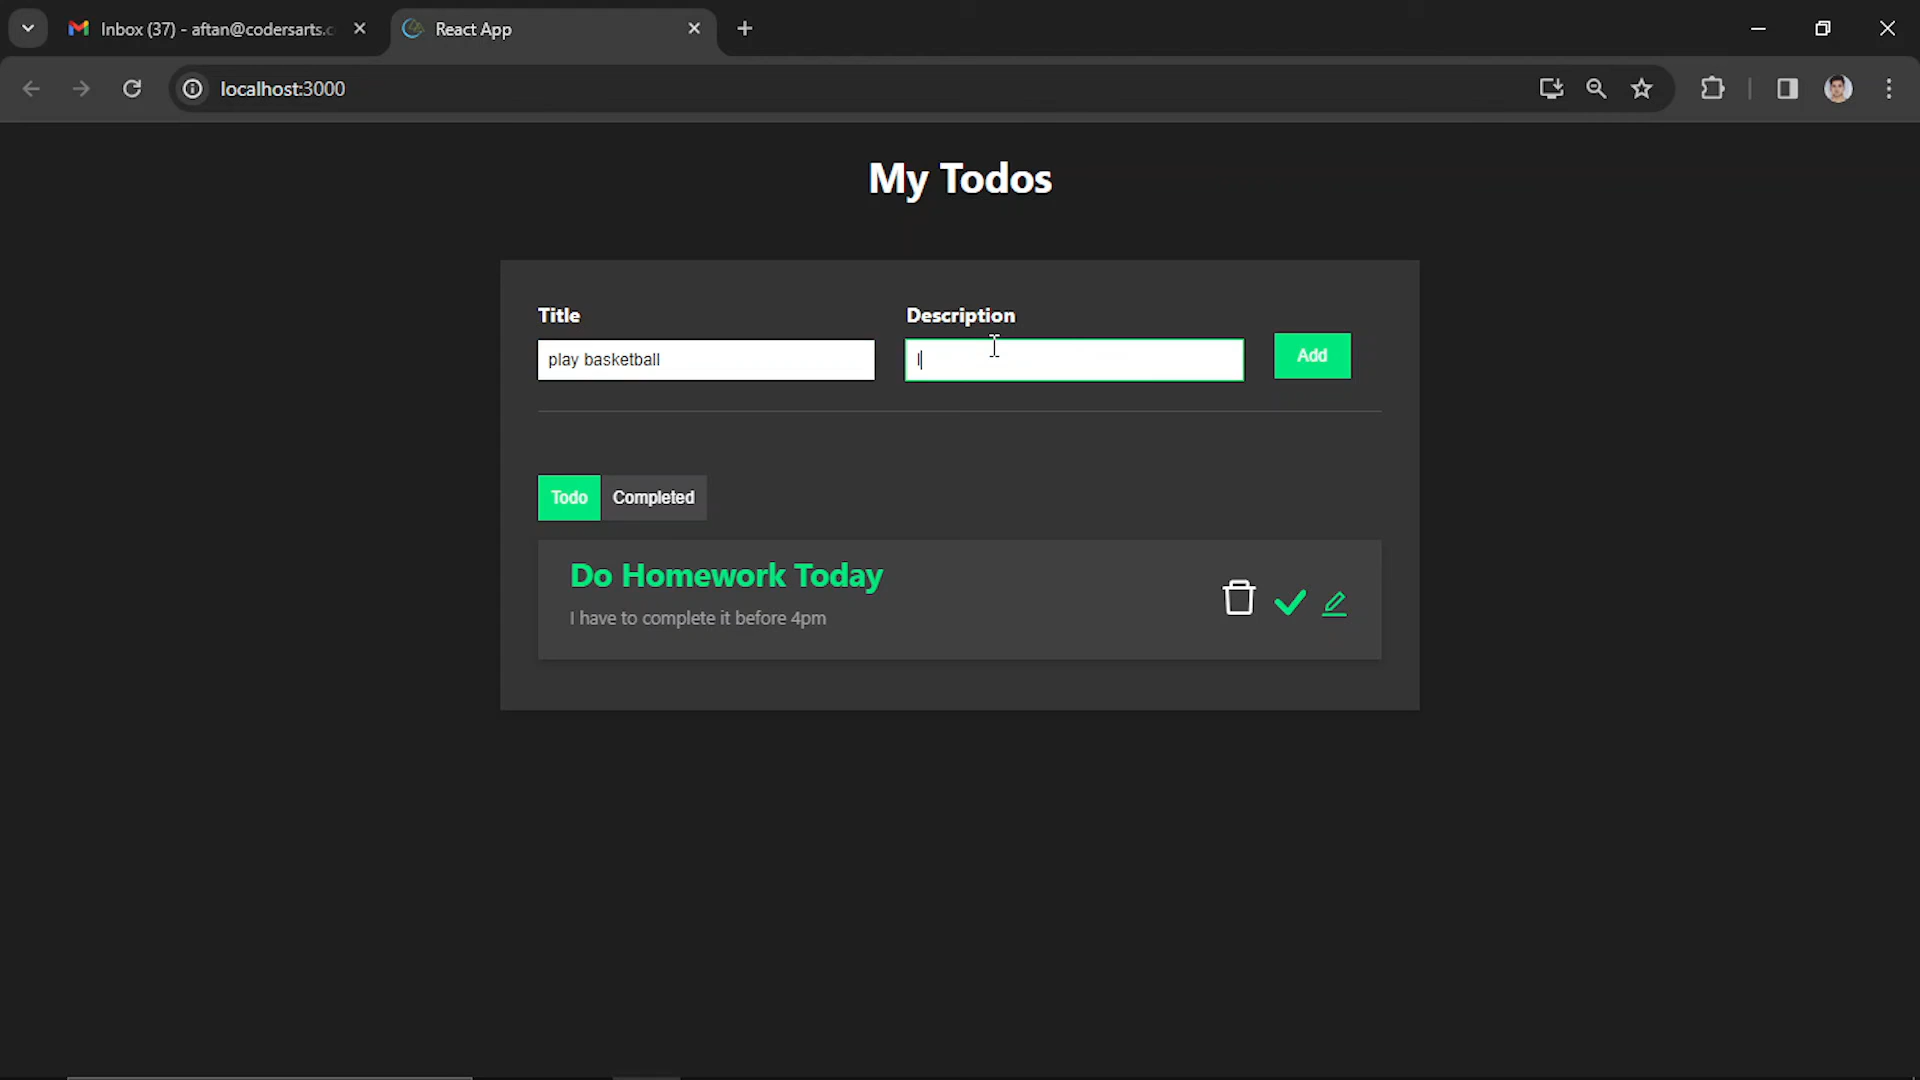 Inbox (37) - aftan@codersarts.c
React App
localhost:3000
My Todos
Title
Description
play basketball
I
Add
Todo
Completed
Do Homework Today
I have to complete it before 4pm